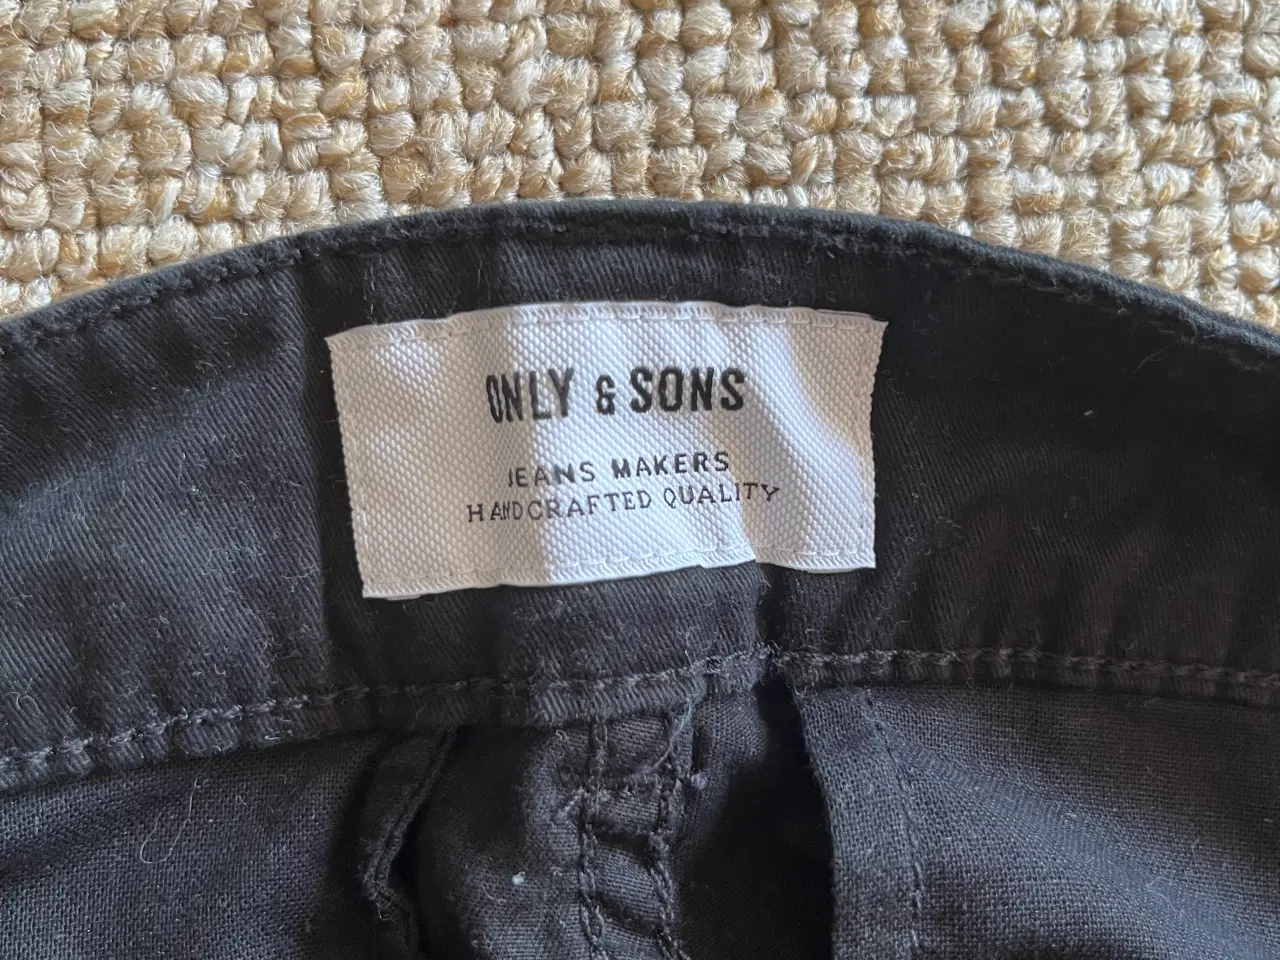 ONLY & SONS
JEANS MAKERS
HANDCRAFTED QUALITY